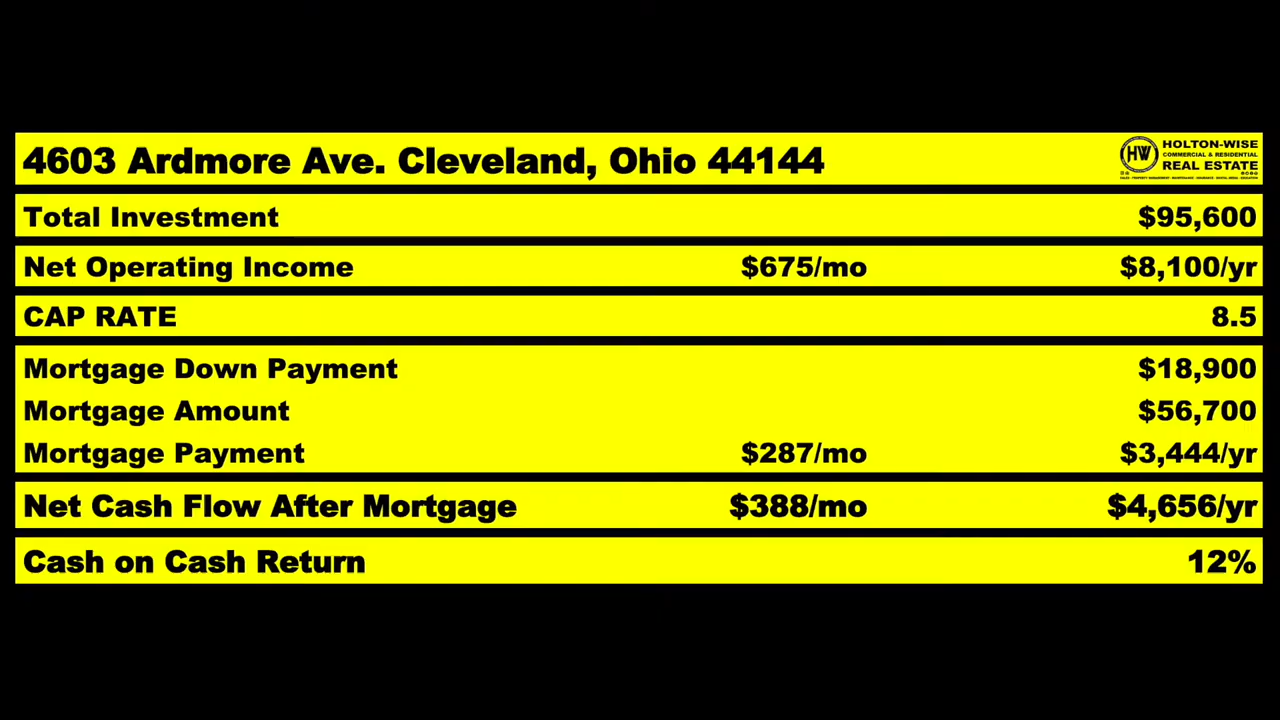 4603 Ardmore Ave. Cleveland, Ohio 44144
HW HOLTON-WISE
COMMERCIAL & RESIDENTIAL
REAL ESTATE
Total Investment $95,600
Net Operating Income $675/mo $8,100/yr
CAP RATE 8.5
Mortgage Down Payment $18,900
Mortgage Amount $56,700
Mortgage Payment $287/mo $3,444/yr
Net Cash Flow After Mortgage $388/mo $4,656/yr
Cash on Cash Return 12%